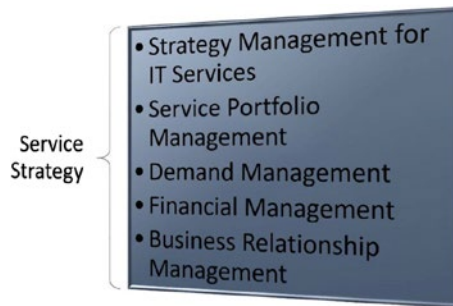 Service
Strategy
• Strategy Management for
IT Services
• Service Portfolio
Management
• Demand Management
• Financial Management
• Business Relationship
Management